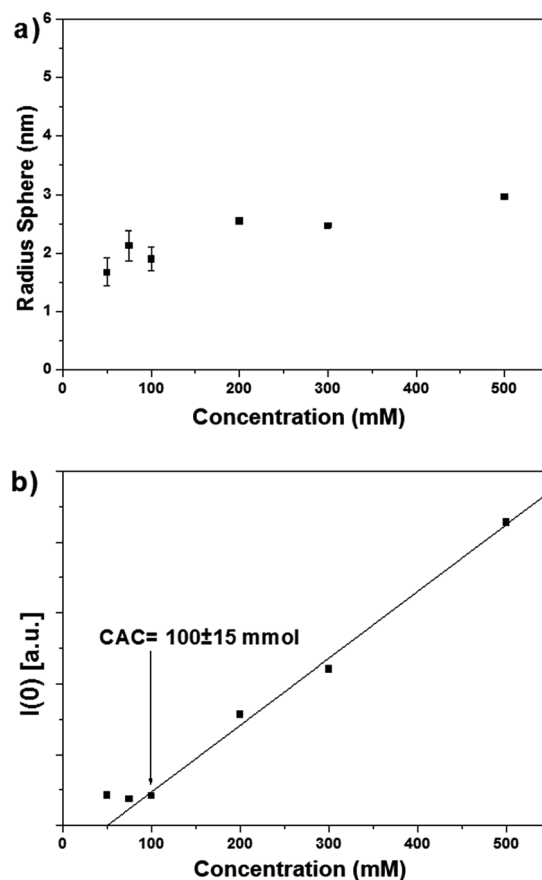 a)
6
5
4
3
2
1
0
Radius Sphere (nm)
0 100 200 300 400 500
Concentration (mM)
b)
I(0) [a.u.]
CAC= 100±15 mmol
0 100 200 300 400 500
Concentration (mM)